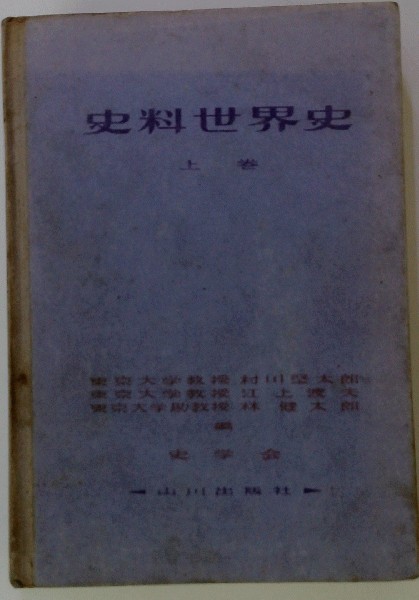 史料世界史
上巻
東京大学教授 村川堅太郎
東京大学教授 江上波夫
東京大学助教授 林健太郎
編
史学会
山川出版社